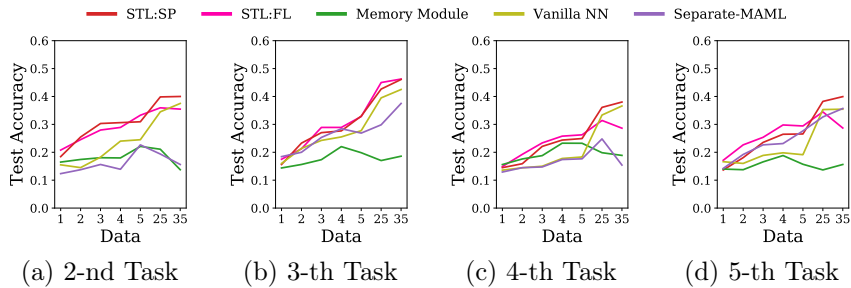 STL:SP STL:FL Memory Module Vanilla NN Separate-MAML
0.6 0.6 0.6 0.6
0.5 0.5 0.5 0.5
0.4 0.4 0.4 0.4
0.3 0.3 0.3 0.3
0.2 0.2 0.2 0.2
0.1 0.1 0.1 0.1
0.0 0.0 0.0 0.0
Test Accuracy Test Accuracy Test Accuracy Test Accuracy
1 2 3 4 5 25 35 1 2 3 4 5 25 35 1 2 3 4 5 25 35 1 2 3 4 5 25 35
Data Data Data Data
(a) 2-nd Task (b) 3-th Task (c) 4-th Task (d) 5-th Task